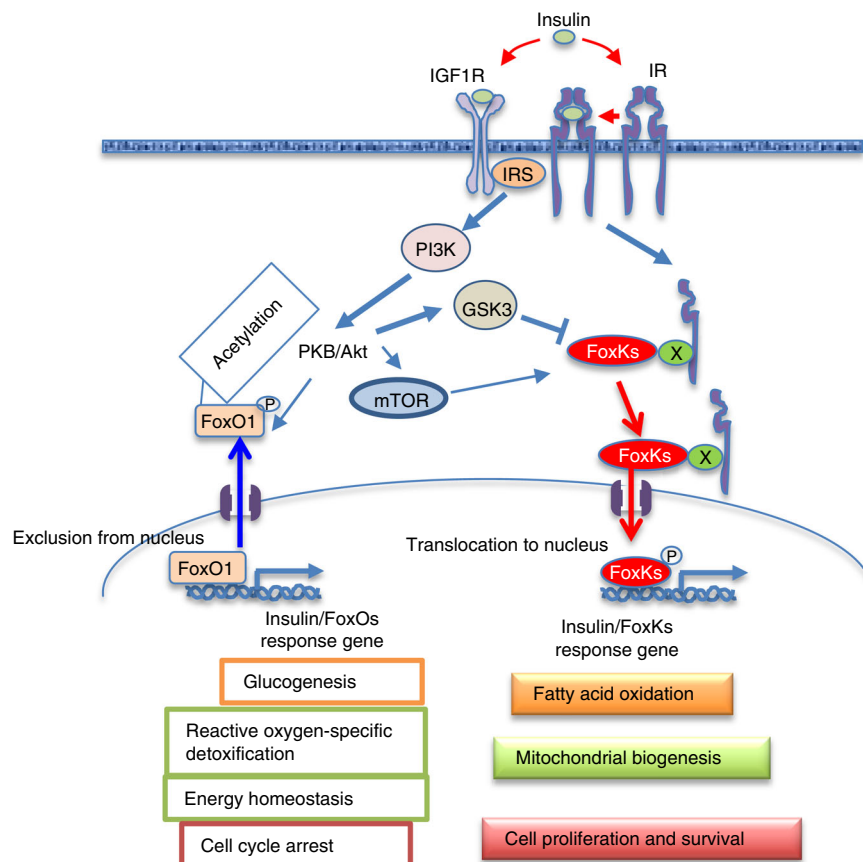 Insulin
IGF1R
IR
IRS
PI3K
GSK3
Acetylation
PKB/Akt
FoxKs
X
mTOR
P
FoxO1
FoxKs
X
Exclusion from nucleus
Translocation to nucleus
P
FoxO1
FoxKs
Insulin/FoxOs
response gene
Insulin/FoxKs
response gene
Glucogenesis
Fatty acid oxidation
Reactive oxygen-specific
detoxification
Mitochondrial biogenesis
Energy homeostasis
Cell cycle arrest
Cell proliferation and survival